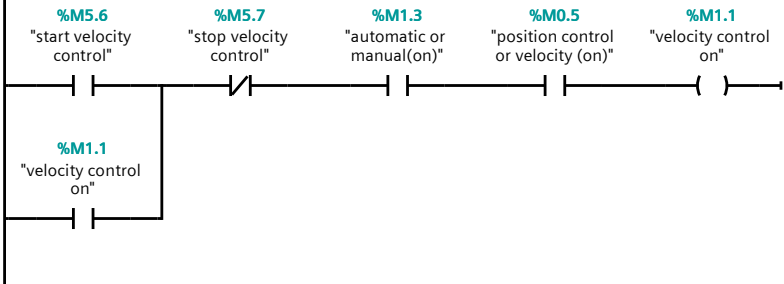 %M5.6
"start velocity
control"
%M5.7
"stop velocity
control"
%M1.3
"automatic or
manual(on)"
%M0.5
"position control
or velocity (on)"
%M1.1
"velocity control
on"
%M1.1
"velocity control
on"